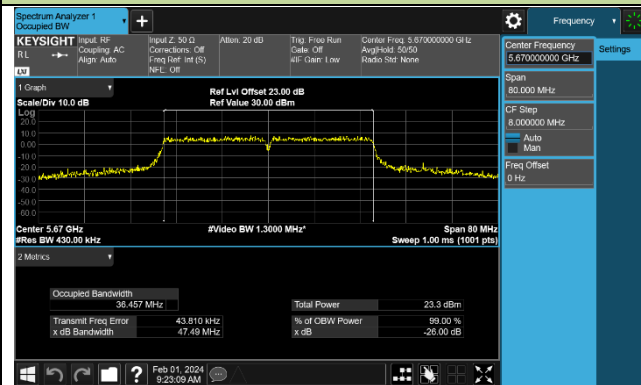 Spectrum Analyzer 1
Occupied BW
+
Frequency
KEYSIGHT
RL
LXI
Input: RF
Coupling: AC
Align: Auto
Input Z: 50 Ω
Corrections: Off
Freq Ref: Int (S)
NFE: Off
Atten: 20 dB
Trig: Free Run
Gate: Off
#IF Gain: Low
Center Freq: 5.670000000 GHz
Avg|Hold: 50/50
Radio Std: None
Center Frequency
5.670000000 GHz
Settings
Span
80.000 MHz
CF Step
8.000000 MHz
Auto
Man
Freq Offset
0 Hz
1 Graph
Scale/Div 10.0 dB
Ref Lvl Offset 23.00 dB
Ref Value 30.00 dBm
Log
20.0
10.0
0.00
-10.0
-20.0
-30.0
-40.0
-50.0
-60.0
Center 5.67 GHz
#Res BW 430.00 kHz
#Video BW 1.3000 MHz*
Span 80 MHz
Sweep 1.00 ms (1001 pts)
2 Metrics
Occupied Bandwidth
36.457 MHz
Total Power 23.3 dBm
Transmit Freq Error 43.810 kHz
% of OBW Power 99.00 %
x dB Bandwidth 47.49 MHz
x dB -26.00 dB
?
Feb 01, 2024
9:23:09 AM